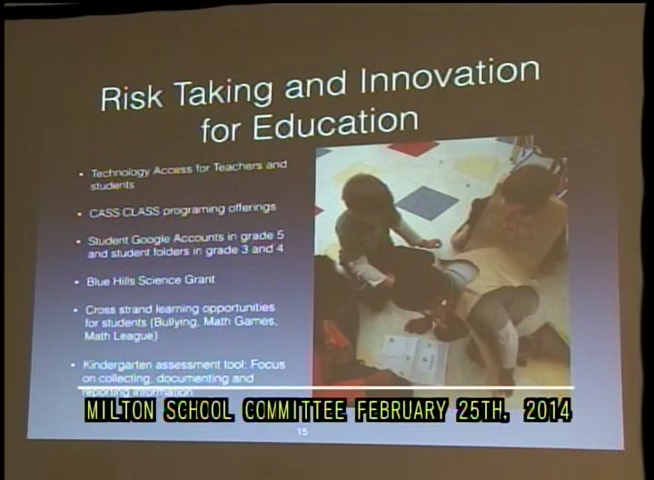 Risk Taking and Innovation
for Education
• Technology Access for Teachers and
students
• CASS CLASS programing offerings
• Student Google Accounts in grade 5
and student folders in grade 3 and 4
• Blue Hills Science Grant
• Cross strand learning opportunities
for students (Bullying, Math Games,
Math League)
• Kindergarten assessment tool: Focus
on collecting, documenting and
reporting information
MILTON SCHOOL COMMITTEE FEBRUARY 25TH, 2014
15